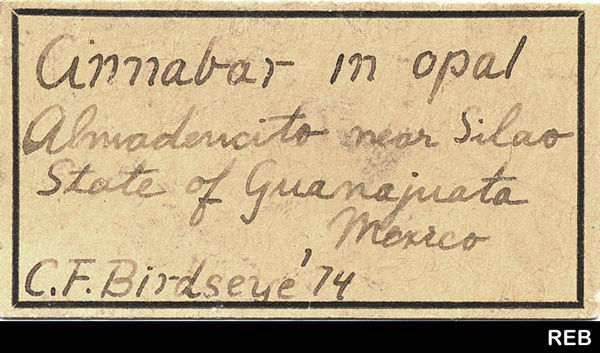 Cinnabar in opal
Almadencito near Silao
State of Guanajuata
Mexico
C.F. Birdseye '74
REB